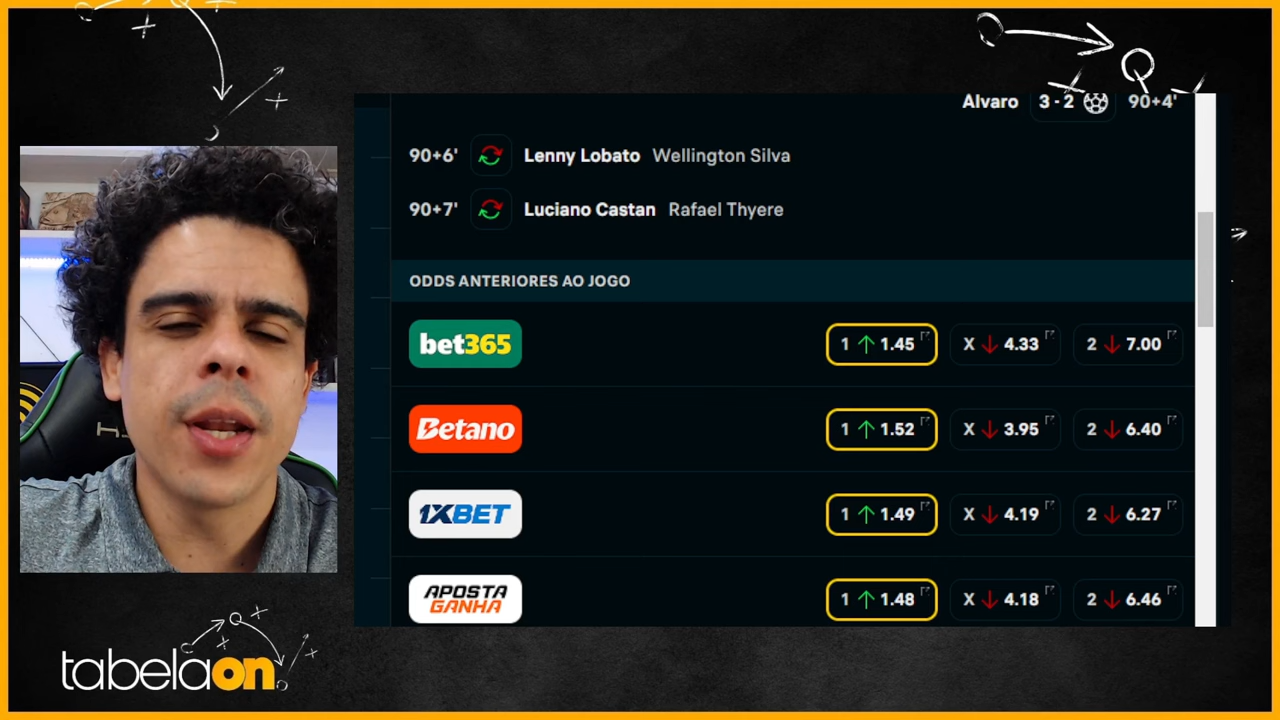 Alvaro 3 - 2 90+4'
90+6' Lenny Lobato Wellington Silva
90+7' Luciano Castan Rafael Thyere
ODDS ANTERIORES AO JOGO
bet365 1 1.45 X 4.33 2 7.00
Betano 1 1.52 X 3.95 2 6.40
1XBET 1 1.49 X 4.19 2 6.27
APOSTA
GANHA 1 1.48 X 4.18 2 6.46
tabelaon